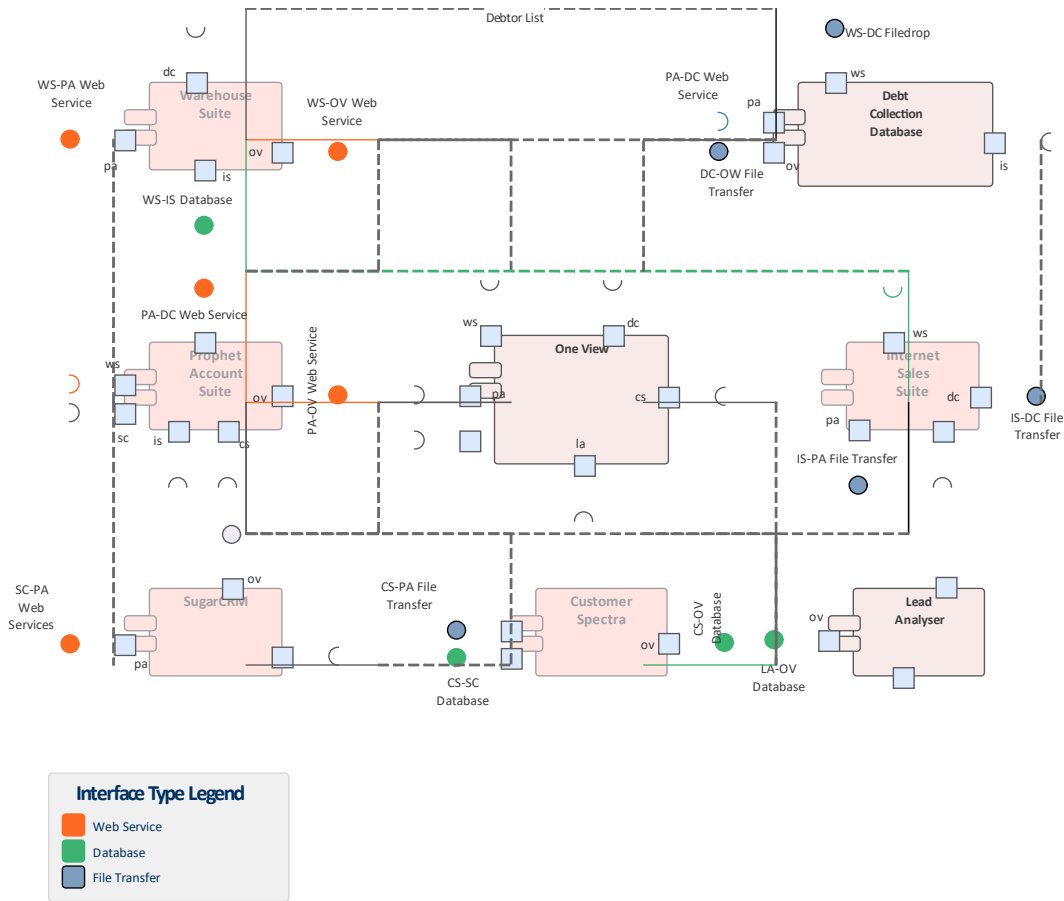 Debtor List
WS-DC Filedrop
dc
ws
WS-PA Web
Service
Warehouse
Suite
WS-OV Web
Service
PA-DC Web
Service
pa
Debt
Collection
Database
pa
ov
ov
is
is
DC-OW File
Transfer
WS-IS Database
PA-DC Web Service
ws
dc
ws
One View
Prophet
Account
Suite
Internet
Sales
Suite
ws
ov
PA-OV Web Service
pa
cs
dc
sc
is
cs
la
pa
IS-DC File
Transfer
IS-PA File Transfer
SC-PA
Web
Services
ov
SugarCRM
CS-PA File
Transfer
Customer
Spectra
CS-OV
Database
ov
Lead
Analyser
pa
ov
CS-SC
Database
LA-OV
Database
Interface Type Legend
Web Service
Database
File Transfer